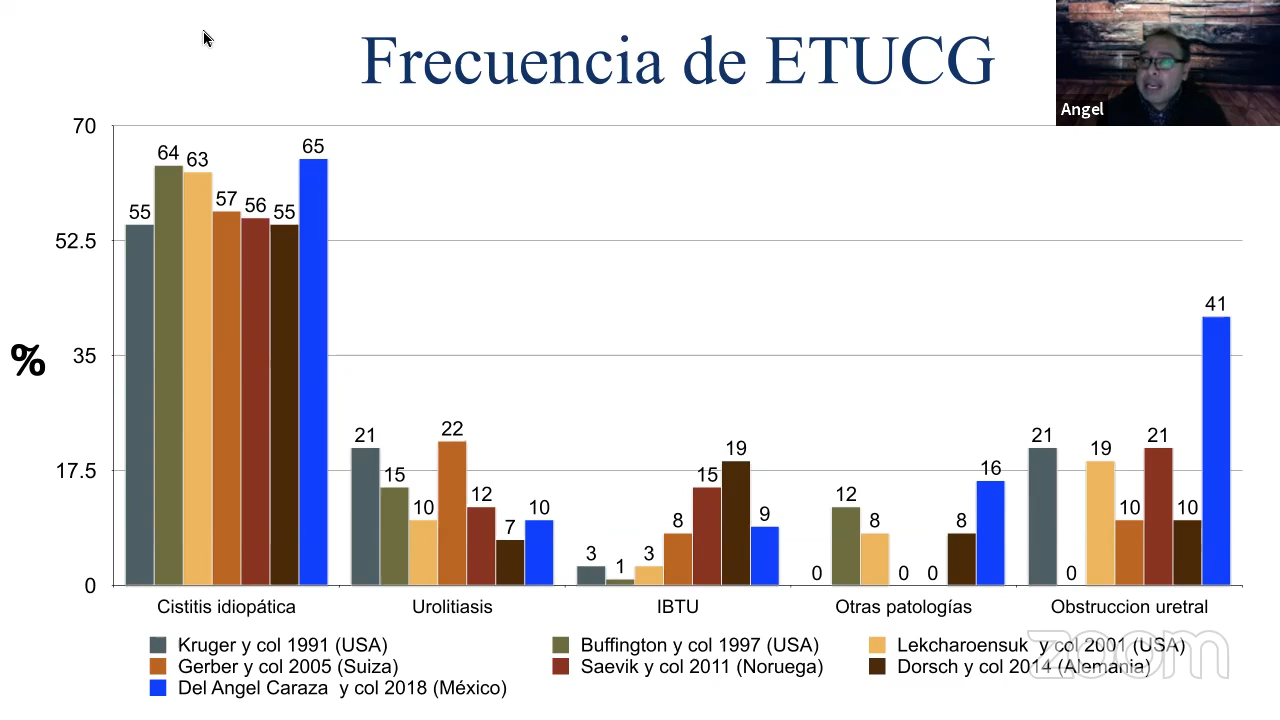 Frecuencia de ETUCG
Angel
%
70
52.5
35
17.5
0
55 64 63 57 56 55 65
21 15 10 22 12 7 10
3 1 3 8 15 19 9
0 12 8 0 0 8 16
21 0 19 10 21 10 41
Cistitis idiopática
Urolitiasis
IBTU
Otras patologías
Obstruccion uretral
Kruger y col 1991 (USA)
Buffington y col 1997 (USA)
Lekcharoensuk y col 2001 (USA)
Gerber y col 2005 (Suiza)
Saevik y col 2011 (Noruega)
Dorsch y col 2014 (Alemania)
Del Angel Caraza y col 2018 (México)
zoom